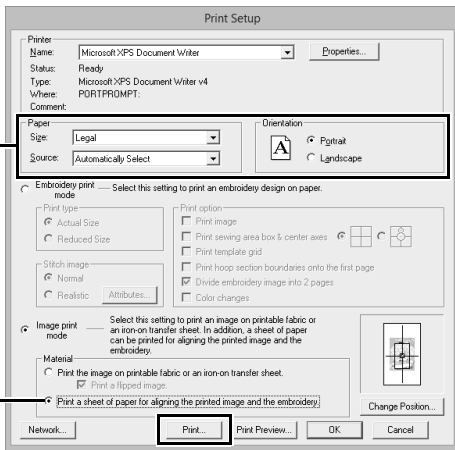 Print Setup
Printer
Name:
Microsoft XPS Document Writer
Properties...
Status:
Ready
Type:
Microsoft XPS Document Writer v4
Where:
PORTPROMPT:
Comment:
Paper
Size:
Legal
Source:
Automatically Select
Orientation
A
Portrait
Landscape
Embroidery print mode
Select this setting to print an embroidery design on paper.
Print type
Actual Size
Reduced Size
Stitch image
Normal
Realistic
Attributes...
Print option
Print image
Print sewing area box & center axes
Print template grid
Print hoop section boundaries onto the first page
Divide embroidery image into 2 pages
Color changes
Image print mode
Select this setting to print an image on printable fabric or
an iron-on transfer sheet. In addition, a sheet of paper
can be printed for aligning the printed image and the
embroidery.
Material
Print the image on printable fabric or an iron-on transfer sheet.
Print a flipped image.
Print a sheet of paper for aligning the printed image and the embroidery.
Change Position...
Network...
Print...
Print Preview...
OK
Cancel